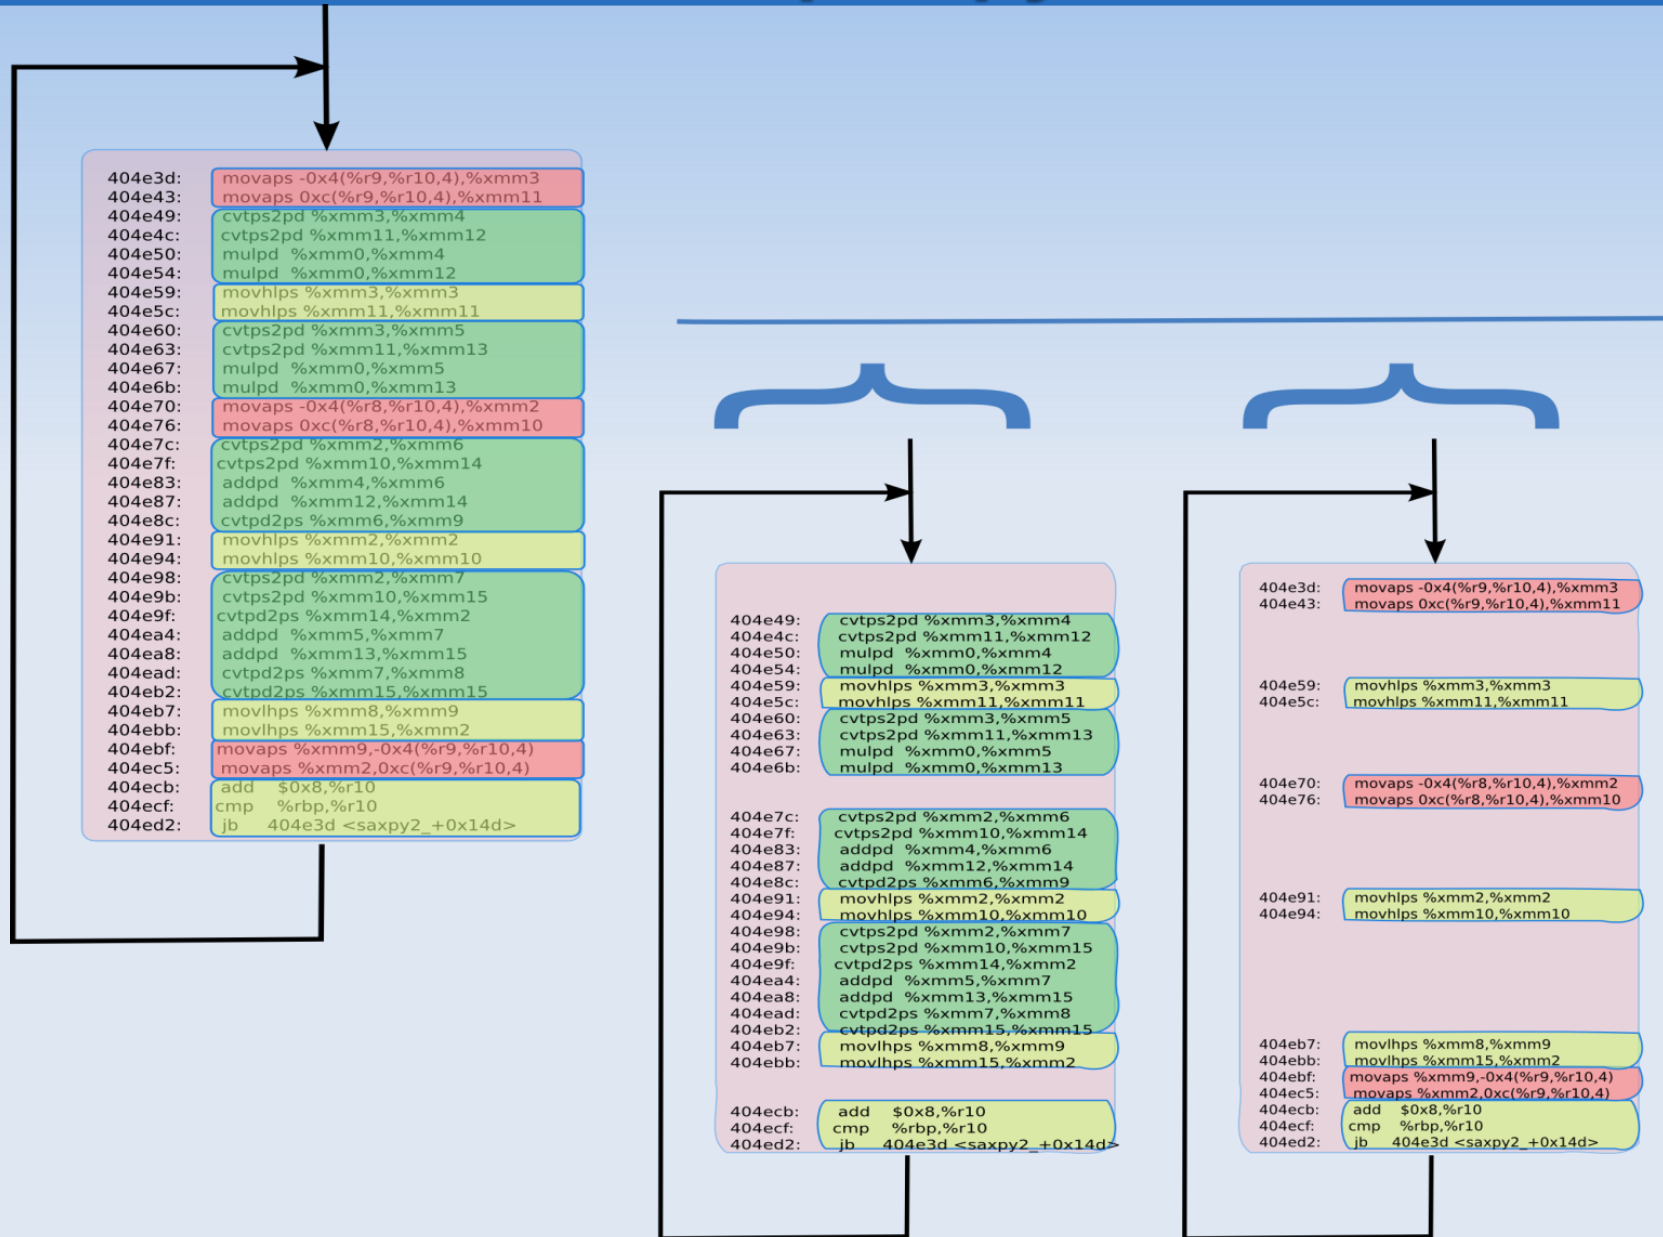 404e3d: movaps -0x4(%r9,%r10,4),%xmm3
404e43: movaps 0xc(%r9,%r10,4),%xmm11
404e49: cvtps2pd %xmm3,%xmm4
404e4c: cvtps2pd %xmm11,%xmm12
404e50: mulpd %xmm0,%xmm4
404e54: mulpd %xmm0,%xmm12
404e59: movhlps %xmm3,%xmm3
404e5c: movhlps %xmm11,%xmm11
404e60: cvtps2pd %xmm3,%xmm5
404e63: cvtps2pd %xmm11,%xmm13
404e67: mulpd %xmm0,%xmm5
404e6b: mulpd %xmm0,%xmm13
404e70: movaps -0x4(%r8,%r10,4),%xmm2
404e76: movaps 0xc(%r8,%r10,4),%xmm10
404e7c: cvtps2pd %xmm2,%xmm6
404e7f: cvtps2pd %xmm10,%xmm14
404e83: addpd %xmm4,%xmm6
404e87: addpd %xmm12,%xmm14
404e8c: cvtpd2ps %xmm6,%xmm9
404e91: movhlps %xmm2,%xmm2
404e94: movhlps %xmm10,%xmm10
404e98: cvtps2pd %xmm2,%xmm7
404e9b: cvtps2pd %xmm10,%xmm15
404e9f: cvtpd2ps %xmm14,%xmm2
404ea4: addpd %xmm5,%xmm7
404ea8: addpd %xmm13,%xmm15
404ead: cvtpd2ps %xmm7,%xmm8
404eb2: cvtpd2ps %xmm15,%xmm15
404eb7: movlhps %xmm8,%xmm9
404ebb: movlhps %xmm15,%xmm2
404ebf: movaps %xmm9,-0x4(%r9,%r10,4)
404ec5: movaps %xmm2,0xc(%r9,%r10,4)
404ecb: add $0x8,%r10
404ecf: cmp %rbp,%r10
404ed2: jb 404e3d <saxpy2_+0x14d>
404e49: cvtps2pd %xmm3,%xmm4
404e4c: cvtps2pd %xmm11,%xmm12
404e50: mulpd %xmm0,%xmm4
404e54: mulpd %xmm0,%xmm12
404e59: movhlps %xmm3,%xmm3
404e5c: movhlps %xmm11,%xmm11
404e60: cvtps2pd %xmm3,%xmm5
404e63: cvtps2pd %xmm11,%xmm13
404e67: mulpd %xmm0,%xmm5
404e6b: mulpd %xmm0,%xmm13
404e7c: cvtps2pd %xmm2,%xmm6
404e7f: cvtps2pd %xmm10,%xmm14
404e83: addpd %xmm4,%xmm6
404e87: addpd %xmm12,%xmm14
404e8c: cvtpd2ps %xmm6,%xmm9
404e91: movhlps %xmm2,%xmm2
404e94: movhlps %xmm10,%xmm10
404e98: cvtps2pd %xmm2,%xmm7
404e9b: cvtps2pd %xmm10,%xmm15
404e9f: cvtpd2ps %xmm14,%xmm2
404ea4: addpd %xmm5,%xmm7
404ea8: addpd %xmm13,%xmm15
404ead: cvtpd2ps %xmm7,%xmm8
404eb2: cvtpd2ps %xmm15,%xmm15
404eb7: movlhps %xmm8,%xmm9
404ebb: movlhps %xmm15,%xmm2
404ecb: add $0x8,%r10
404ecf: cmp %rbp,%r10
404ed2: jb 404e3d <saxpy2_+0x14d>
404e3d: movaps -0x4(%r9,%r10,4),%xmm3
404e43: movaps 0xc(%r9,%r10,4),%xmm11
404e59: movhlps %xmm3,%xmm3
404e5c: movhlps %xmm11,%xmm11
404e70: movaps -0x4(%r8,%r10,4),%xmm2
404e76: movaps 0xc(%r8,%r10,4),%xmm10
404e91: movhlps %xmm2,%xmm2
404e94: movhlps %xmm10,%xmm10
404eb7: movlhps %xmm8,%xmm9
404ebb: movlhps %xmm15,%xmm2
404ebf: movaps %xmm9,-0x4(%r9,%r10,4)
404ec5: movaps %xmm2,0xc(%r9,%r10,4)
404ecb: add $0x8,%r10
404ecf: cmp %rbp,%r10
404ed2: jb 404e3d <saxpy2_+0x14d>